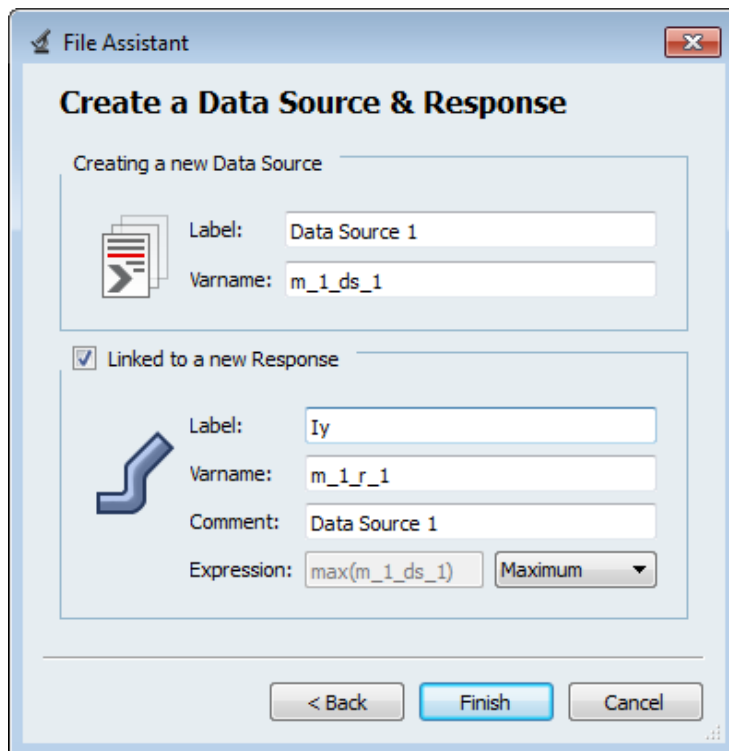 File Assistant
Create a Data Source & Response
Creating a new Data Source
Label: Data Source 1
Varname: m_1_ds_1
Linked to a new Response
Label: Iy
Varname: m_1_r_1
Comment: Data Source 1
Expression: max(m_1_ds_1) Maximum
< Back Finish Cancel